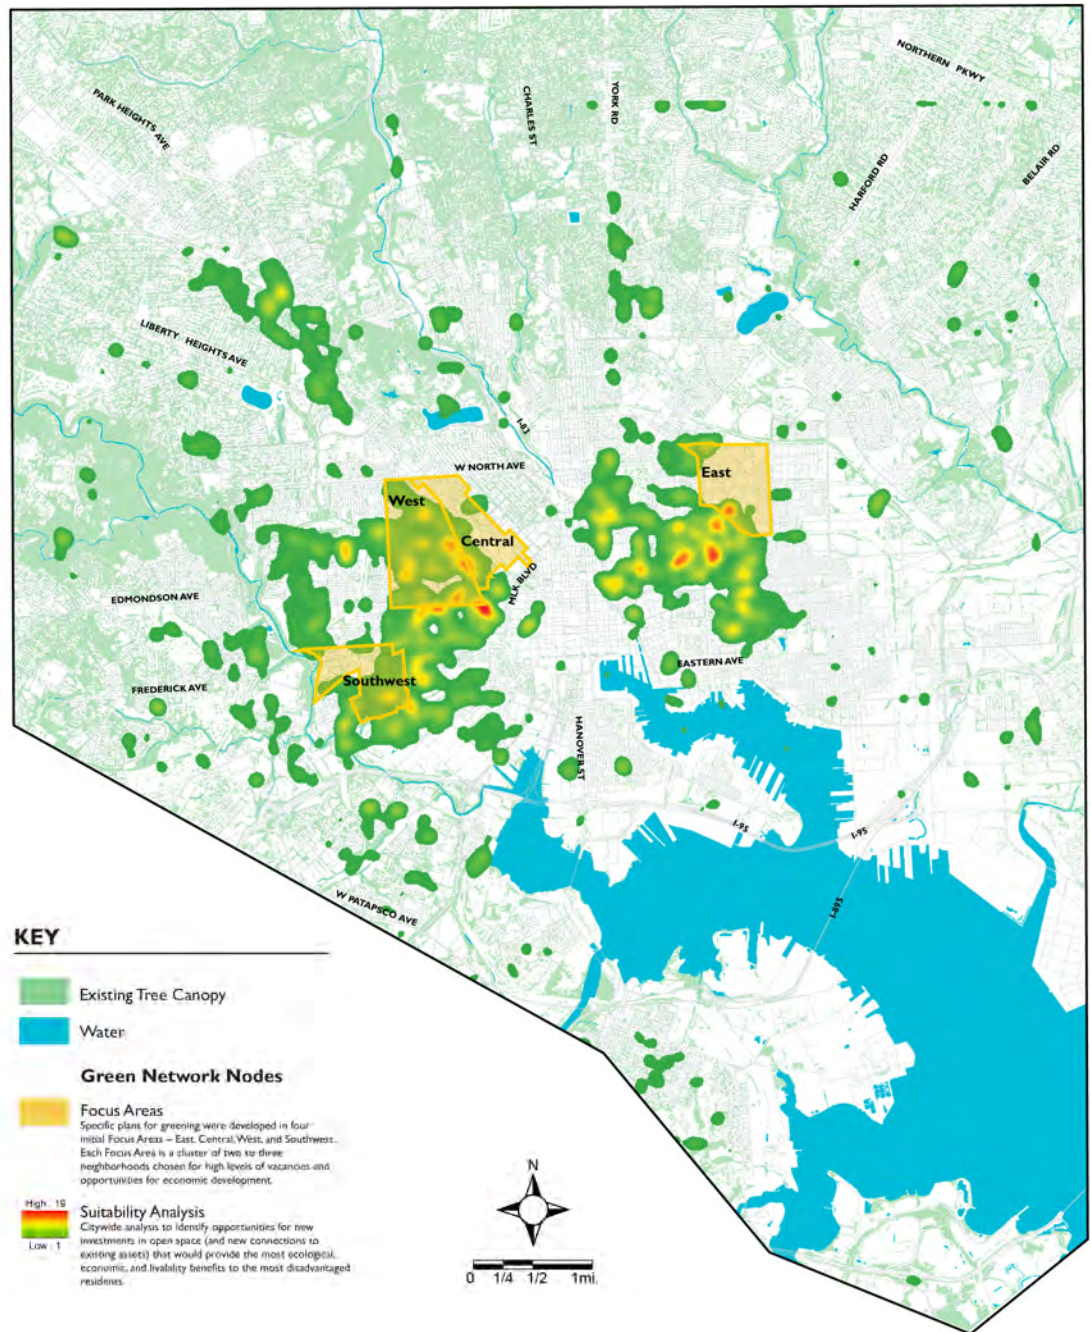 NORTHERN PKWY
PARK HEIGHTS AVE
CHARLES ST
YORK RD
HARFORD RD
BELAIR RD
LIBERTY HEIGHTS AVE
I-83
W NORTH AVE
East
West
Central
MLK BLVD
EDMONDSON AVE
EASTERN AVE
Southwest
FREDERICK AVE
HANOVER ST
I-95
I-95
W PATAPSCO AVE
I-895
KEY
Existing Tree Canopy
Water
Green Network Nodes
Focus Areas
Specific plans for greening were developed in four
initial Focus Areas – East, Central, West, and Southwest.
Each Focus Area is a cluster of two to three
neighborhoods chosen for high levels of vacancies and
opportunities for economic development.
High : 19
Low : 1
Suitability Analysis
Citywide analysis to identify opportunities for new
investments in open space (and new connections to
existing assets) that would provide the most ecological,
economic, and livability benefits to the most disadvantaged
residents.
N
0 1/4 1/2 1mi.